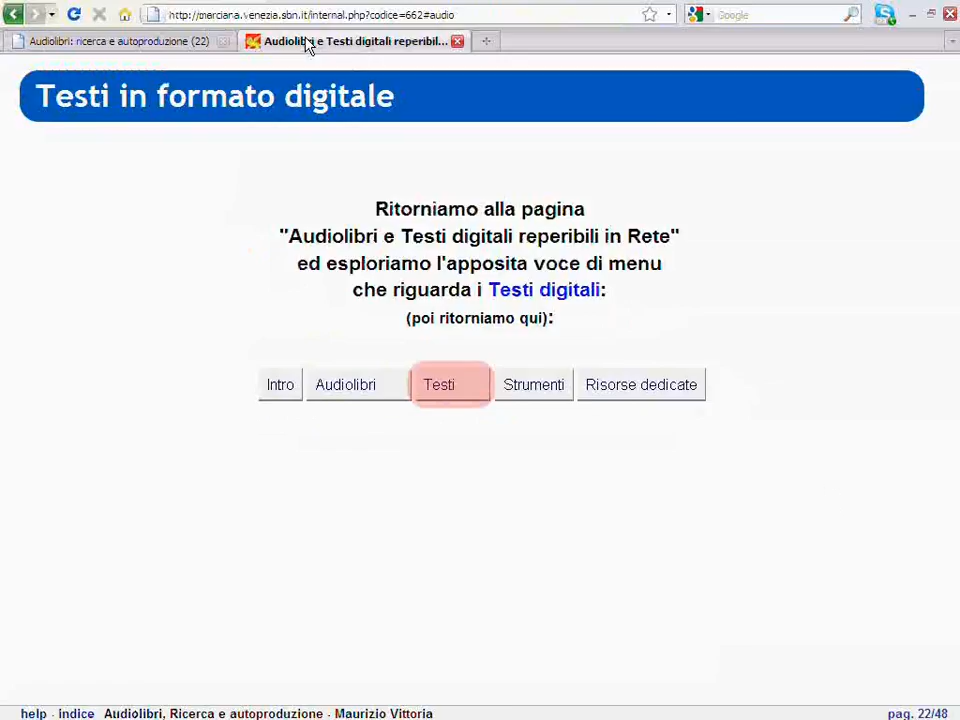 http://marciana.venezia.sbn.it/internal.php?codice=662#audio
Google
Audiolibri: ricerca e autoproduzione (22)
Audiolibri e Testi digitali reperibil...
Testi in formato digitale
Ritorniamo alla pagina
"Audiolibri e Testi digitali reperibili in Rete"
ed esploriamo l'apposita voce di menu
che riguarda i Testi digitali:
(poi ritorniamo qui):
Intro Audiolibri Testi Strumenti Risorse dedicate
help - indice Audiolibri, Ricerca e autoproduzione - Maurizio Vittoria pag. 22/48